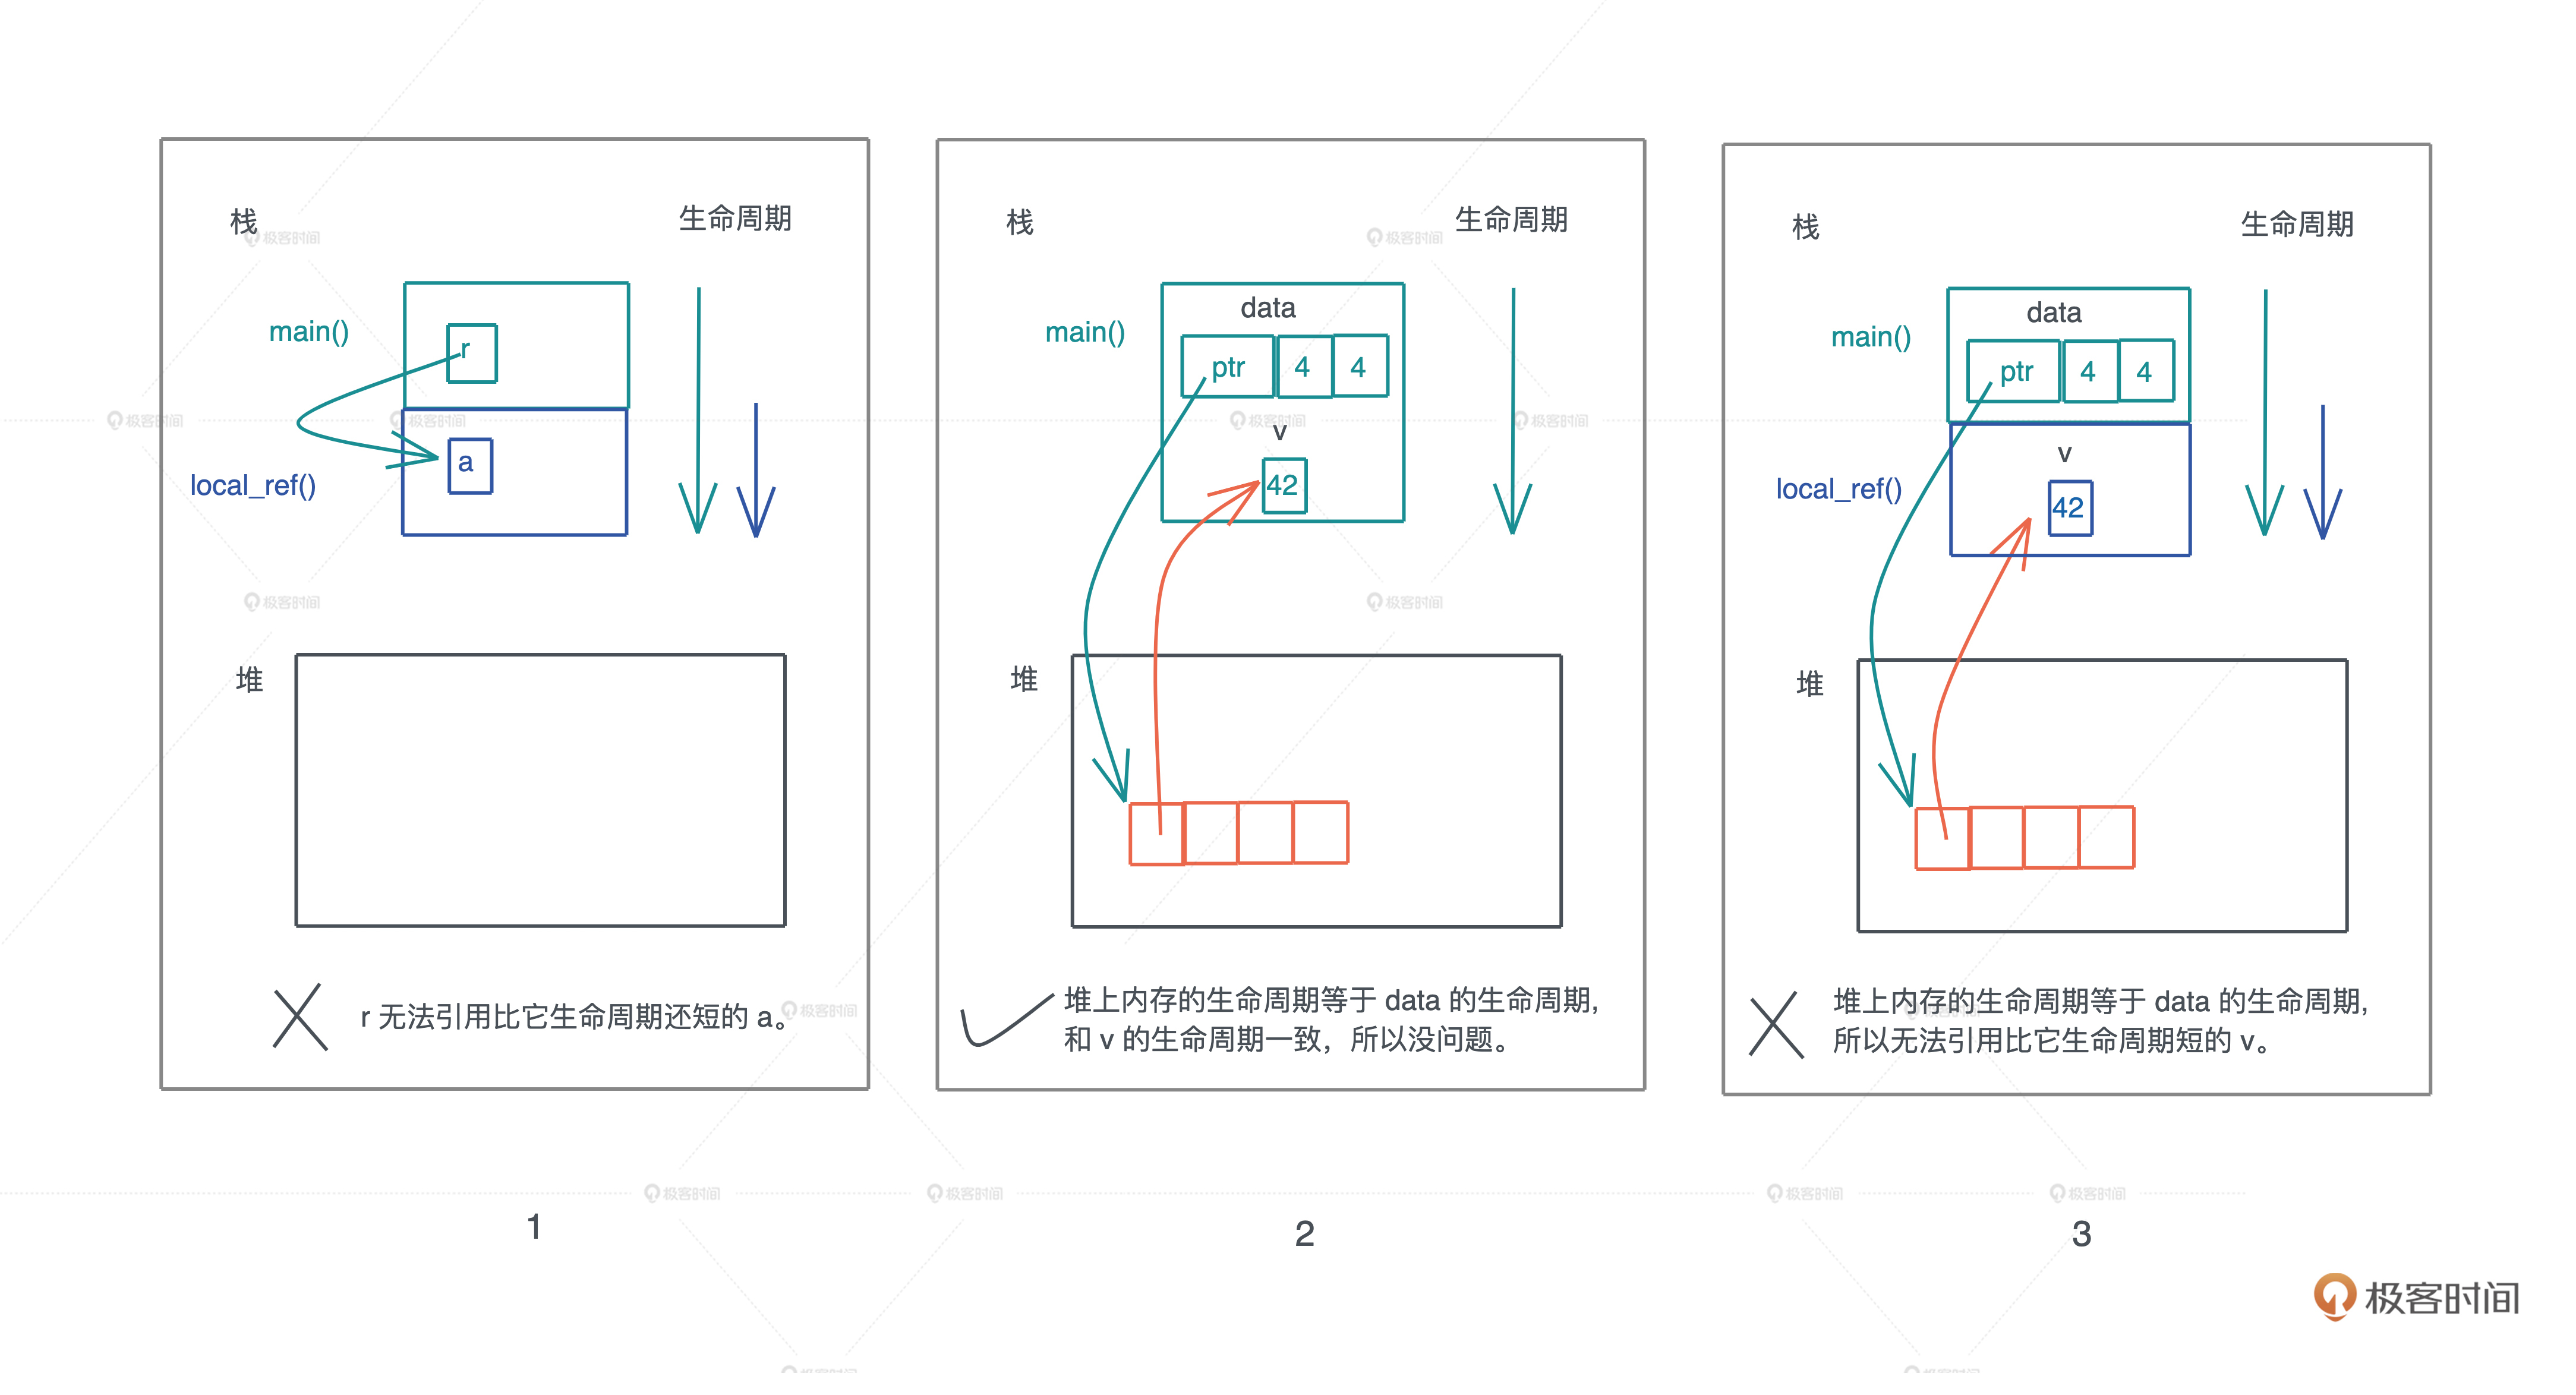 栈
生命周期
main()
r
a
local_ref()
堆
r 无法引用比它生命周期还短的 a。
1
栈
生命周期
data
main()
ptr 4 4
v
42
堆
堆上内存的生命周期等于 data 的生命周期,
和 v 的生命周期一致，所以没问题。
2
栈
生命周期
data
main()
ptr 4 4
v
local_ref()
42
堆
堆上内存的生命周期等于 data 的生命周期,
所以无法引用比它生命周期短的 v。
3
极客时间